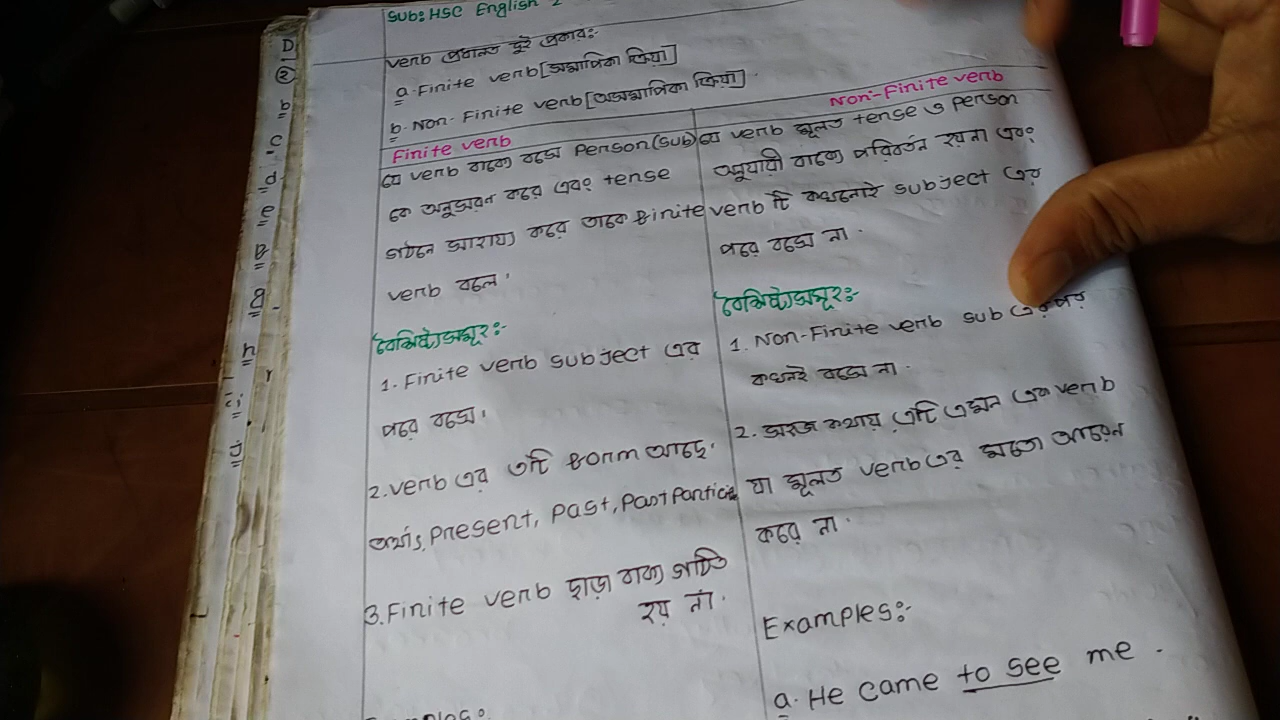 Sub: HSC English 2
verb প্রধানত দুই প্রকার:-
a. Finite verb [সমাপিকা ক্রিয়া]
b. Non-Finite verb [অসমাপিকা ক্রিয়া].
Finite verb
যে verb বাক্যে বসে Person(sub)
কে অনুসরন করে এবং tense
গঠনে সাহায্য করে তাকে finite
verb বলে।
বৈশিষ্ট্যসমূহ:-
1. Finite verb subject এর
পরে বসে।
2. verb এর ৩টি form আছে।
অর্থাৎ, Present, Past, Past
3. Finite verb ছাড়া বাক্য গঠিত
হয় না.
Non-Finite verb
যে verb মূলত tense ও person
অনুযায়ী বাক্যে পরিবর্তন হয়না এবং
verb টি কখনোই subject এর
পরে বসে না.
বৈশিষ্ট্যসমূহ:-
1. Non-Finite verb sub এর পর
কখনই বসে না.
2. সহজ কথায় এটি এমন এক verb
যা মূলত verb এর মতো আচরন
করে না.
Examples:-
a. He came to see me.
D
b
c
d
e
f
g
h
i